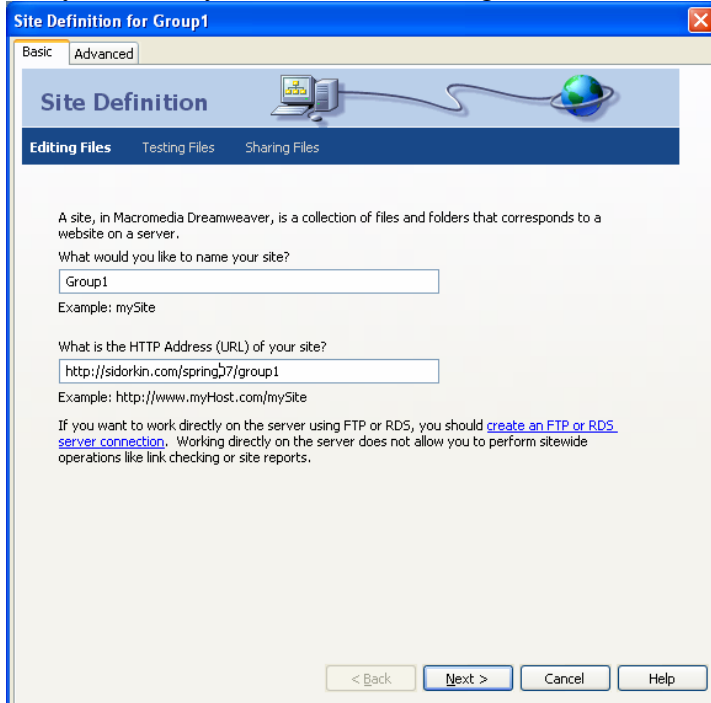 Site Definition for Group1
Basic Advanced
Site Definition
Editing Files Testing Files Sharing Files
A site, in Macromedia Dreamweaver, is a collection of files and folders that corresponds to a
website on a server.
What would you like to name your site?
Group1
Example: mySite
What is the HTTP Address (URL) of your site?
http://sidorkin.com/spring07/group1
Example: http://www.myHost.com/mySite
If you want to work directly on the server using FTP or RDS, you should create an FTP or RDS
server connection. Working directly on the server does not allow you to perform sitewide
operations like link checking or site reports.
< Back Next > Cancel Help